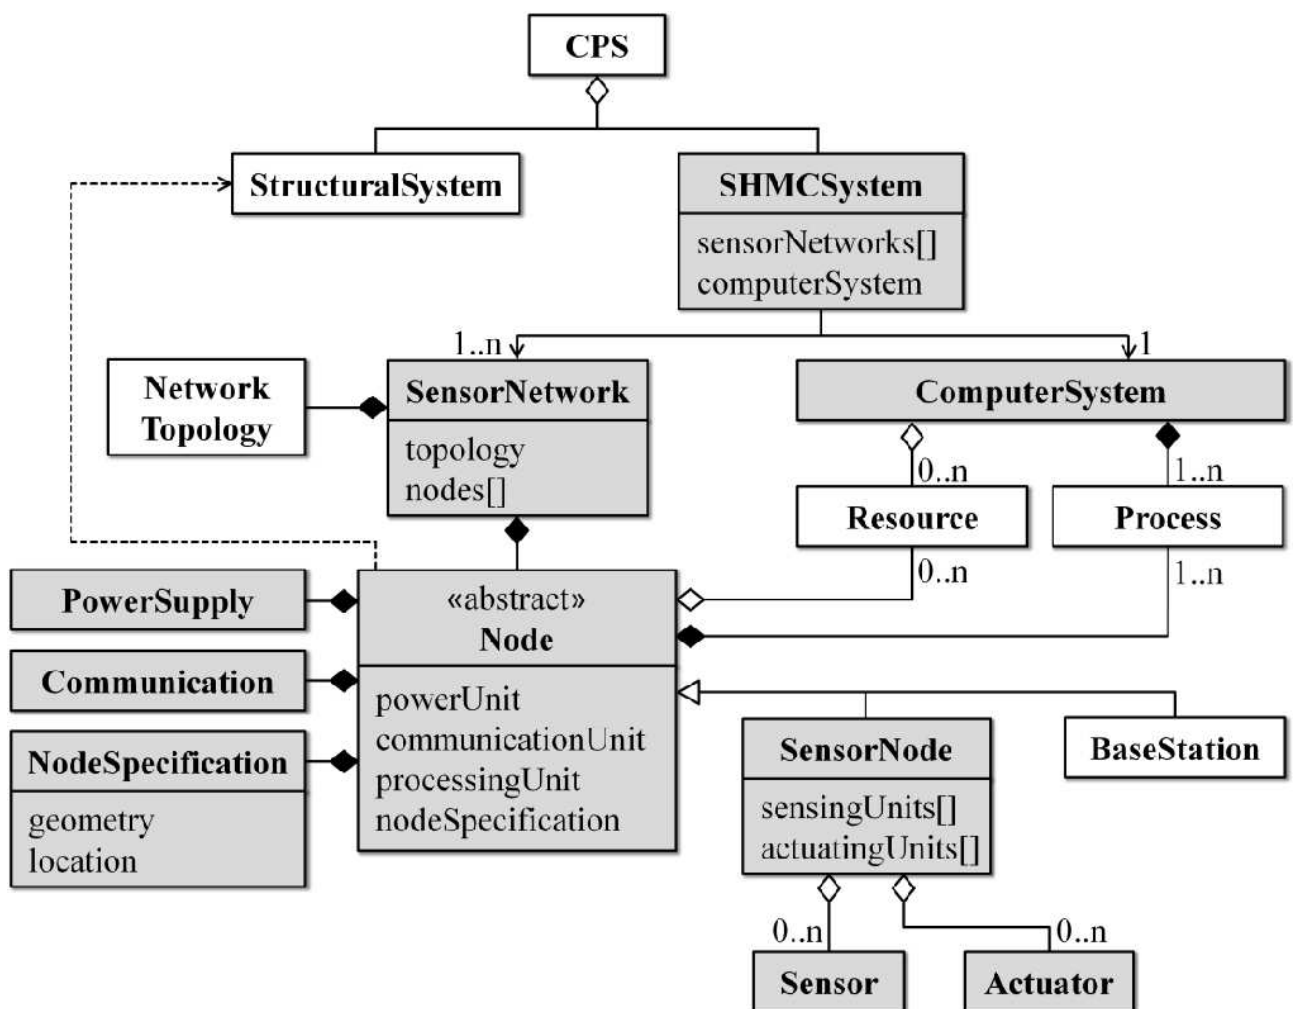 CPS
StructuralSystem
SHMCSystem
sensorNetworks[]
computerSystem
1..n
1
Network
Topology
SensorNetwork
topology
nodes[]
ComputerSystem
0..n
1..n
Resource
Process
0..n
1..n
PowerSupply
Communication
NodeSpecification
geometry
location
«abstract»
Node
powerUnit
communicationUnit
processingUnit
nodeSpecification
SensorNode
sensingUnits[]
actuatingUnits[]
BaseStation
0..n
0..n
Sensor
Actuator